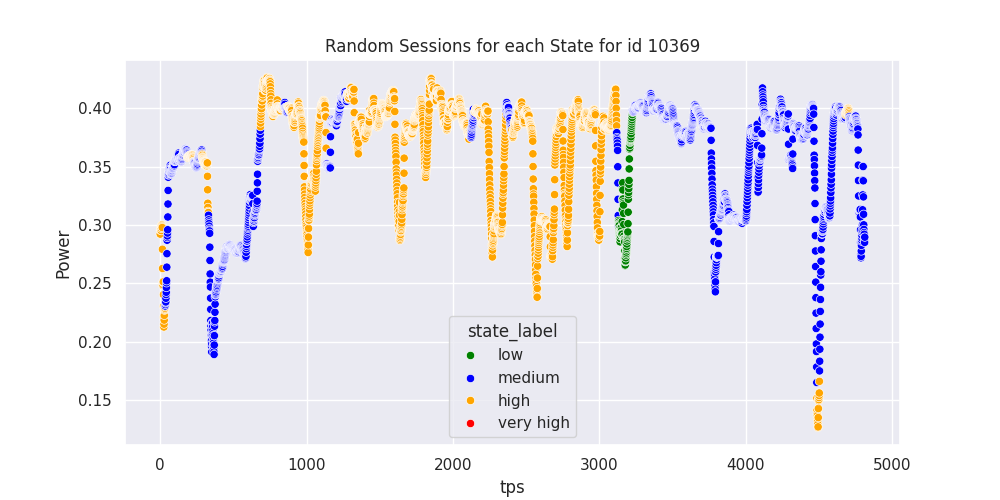 Random Sessions for each State for id 10369
Power
0.40
0.35
0.30
0.25
0.20
0.15
state_label
low
medium
high
very high
0 1000 2000 3000 4000 5000
tps